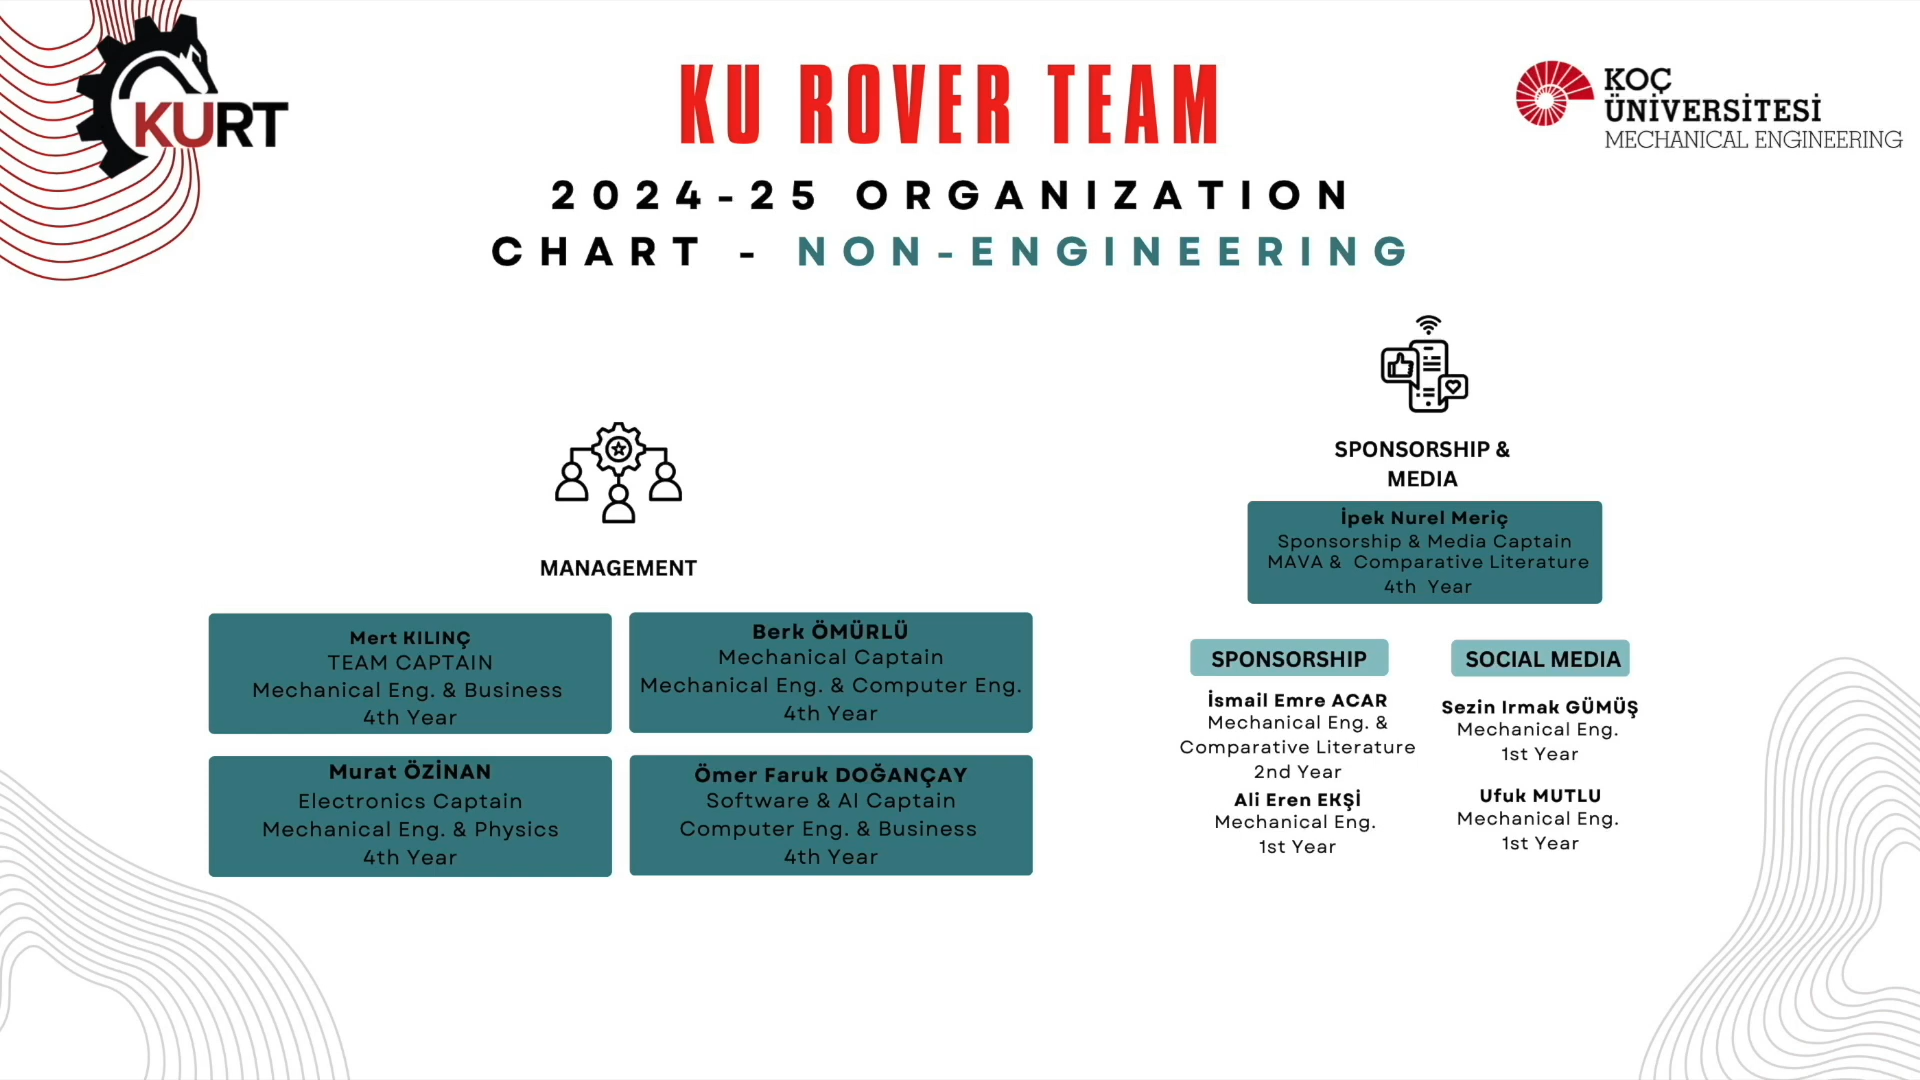 KURT
KU ROVER TEAM
KOÇ
ÜNİVERSİTESİ
MECHANICAL ENGINEERING
2024-25 ORGANIZATION
CHART - NON-ENGINEERING
MANAGEMENT
Mert KILINÇ
TEAM CAPTAIN
Mechanical Eng. & Business
4th Year
Berk ÖMÜRLÜ
Mechanical Captain
Mechanical Eng. & Computer Eng.
4th Year
Murat ÖZİNAN
Electronics Captain
Mechanical Eng. & Physics
4th Year
Ömer Faruk DOĞANÇAY
Software & AI Captain
Computer Eng. & Business
4th Year
SPONSORSHIP &
MEDIA
İpek Nurel Meriç
Sponsorship & Media Captain
MAVA & Comparative Literature
4th Year
SPONSORSHIP
İsmail Emre ACAR
Mechanical Eng. &
Comparative Literature
2nd Year
Ali Eren EKŞİ
Mechanical Eng.
1st Year
SOCIAL MEDIA
Sezin Irmak GÜMÜŞ
Mechanical Eng.
1st Year
Ufuk MUTLU
Mechanical Eng.
1st Year